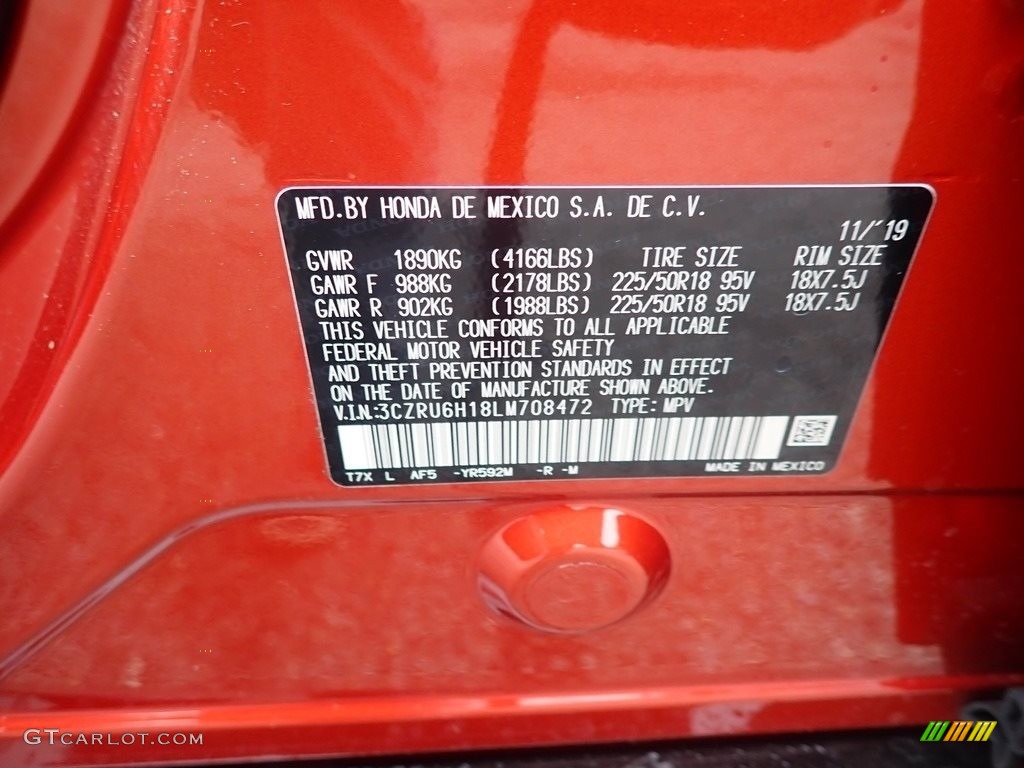 MFD.BY HONDA DE MEXICO S.A. DE C.V.
11/'19
GVWR 1890KG (4166LBS) TIRE SIZE RIM SIZE
GAWR F 988KG (2178LBS) 225/50R18 95V 18X7.5J
GAWR R 902KG (1988LBS) 225/50R18 95V 18X7.5J
THIS VEHICLE CONFORMS TO ALL APPLICABLE
FEDERAL MOTOR VEHICLE SAFETY
AND THEFT PREVENTION STANDARDS IN EFFECT
ON THE DATE OF MANUFACTURE SHOWN ABOVE.
V.I.N:3CZRU6H18LM708472 TYPE: MPV
T7X L AF5 -YR592M -R -M MADE IN MEXICO
GTCARLOT.COM